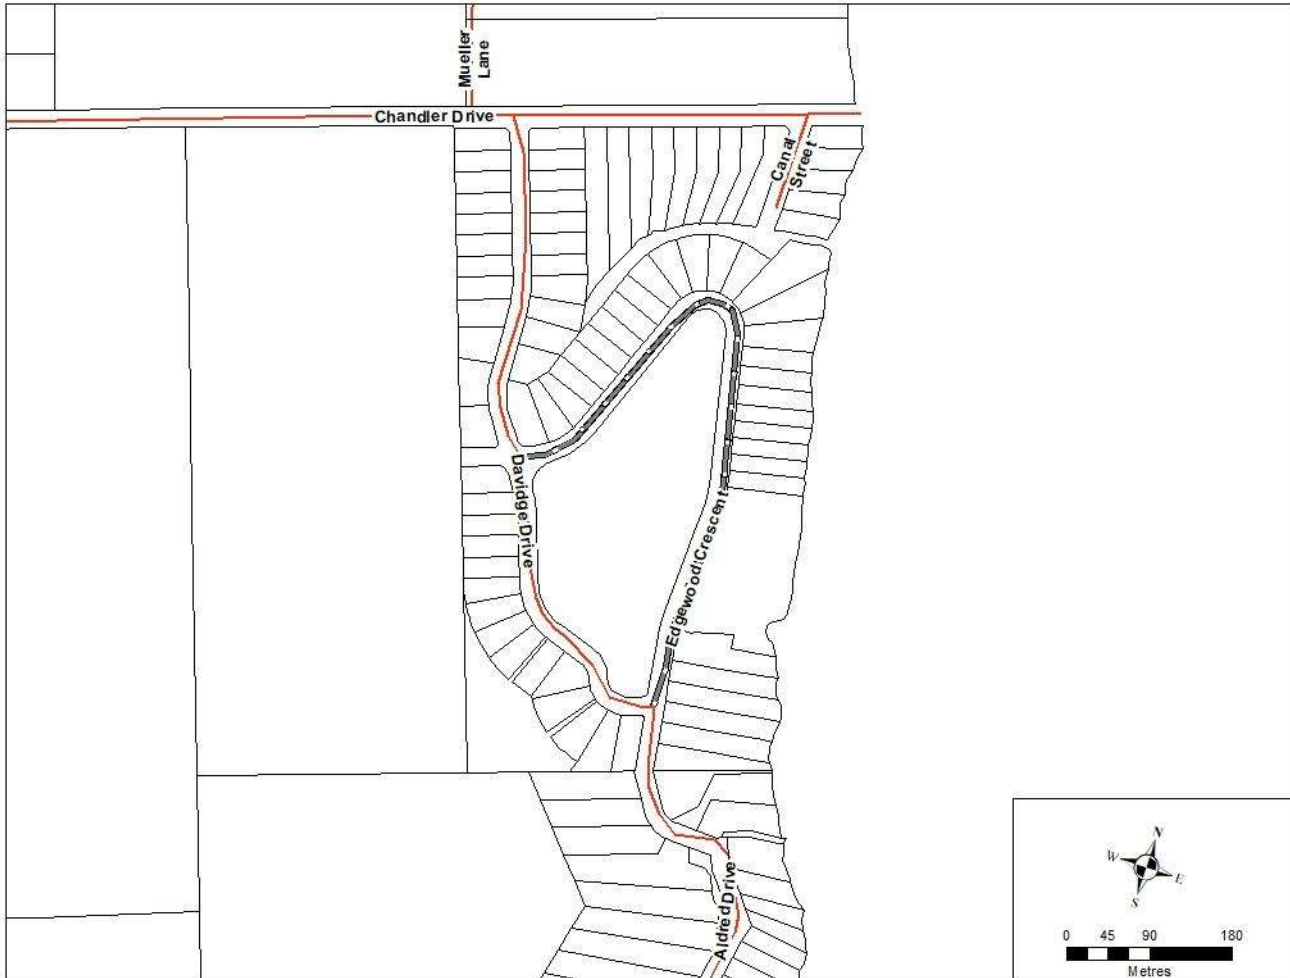 Mueller
Lane
Chandler Drive
Canal
Street
Davidge Drive
Edgewood Crescent
Aldred Drive
N
W
E
S
0 45 90 180
Metres